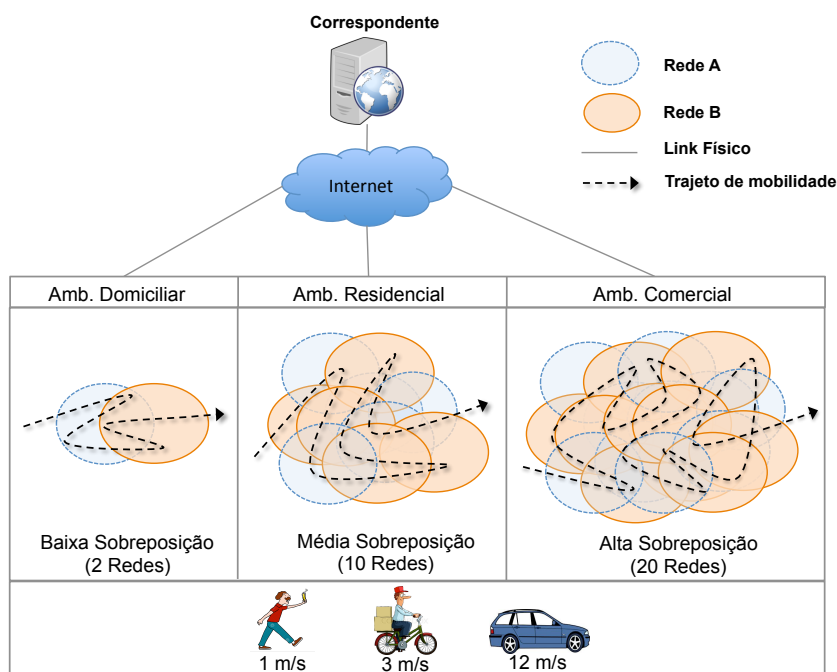 Correspondente
Rede A
Rede B
Link Físico
Trajeto de mobilidade
Internet
Amb. Domiciliar
Amb. Residencial
Amb. Comercial
Baixa Sobreposição
(2 Redes)
Média Sobreposição
(10 Redes)
Alta Sobreposição
(20 Redes)
1 m/s
3 m/s
12 m/s